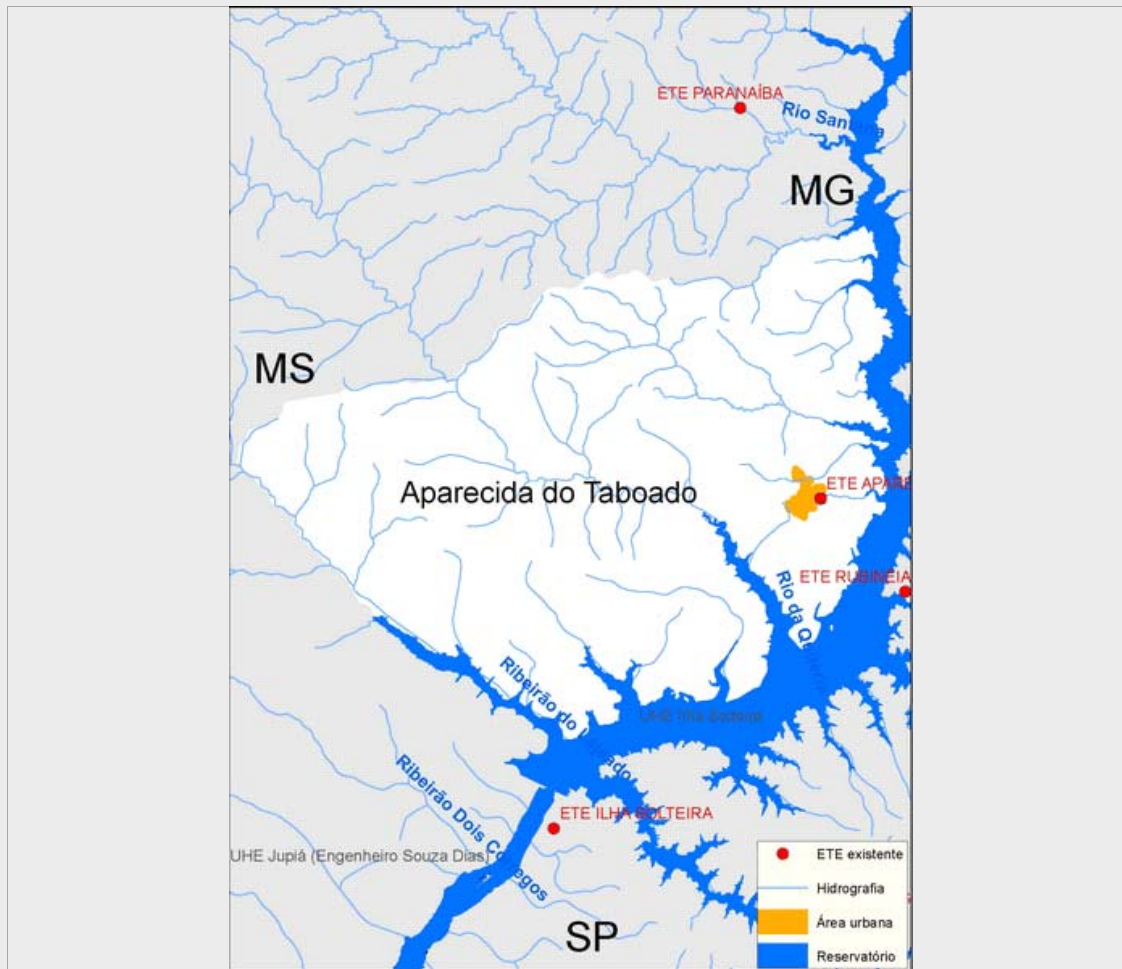 ETE PARANAÍBA
Rio Santana
MG
MS
Aparecida do Taboado
ETE APARE
ETE RUBINÉIA
Rio da
Ribeirão do
UHE Ilha Solteira
Ribeirão Dois Córregos
ETE ILHA SOLTEIRA
UHE Jupiá (Engenheiro Souza Dias)
SP
ETE existente
Hidrografia
Área urbana
Reservatório